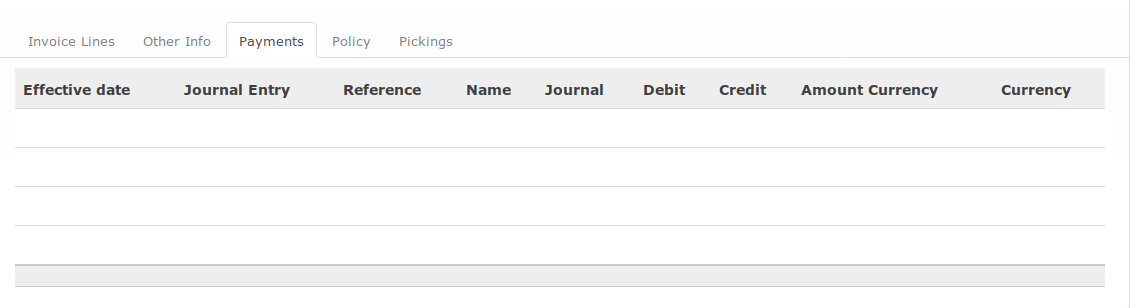 Invoice Lines Other Info Payments Policy Pickings
Effective date Journal Entry Reference Name Journal Debit Credit Amount Currency Currency